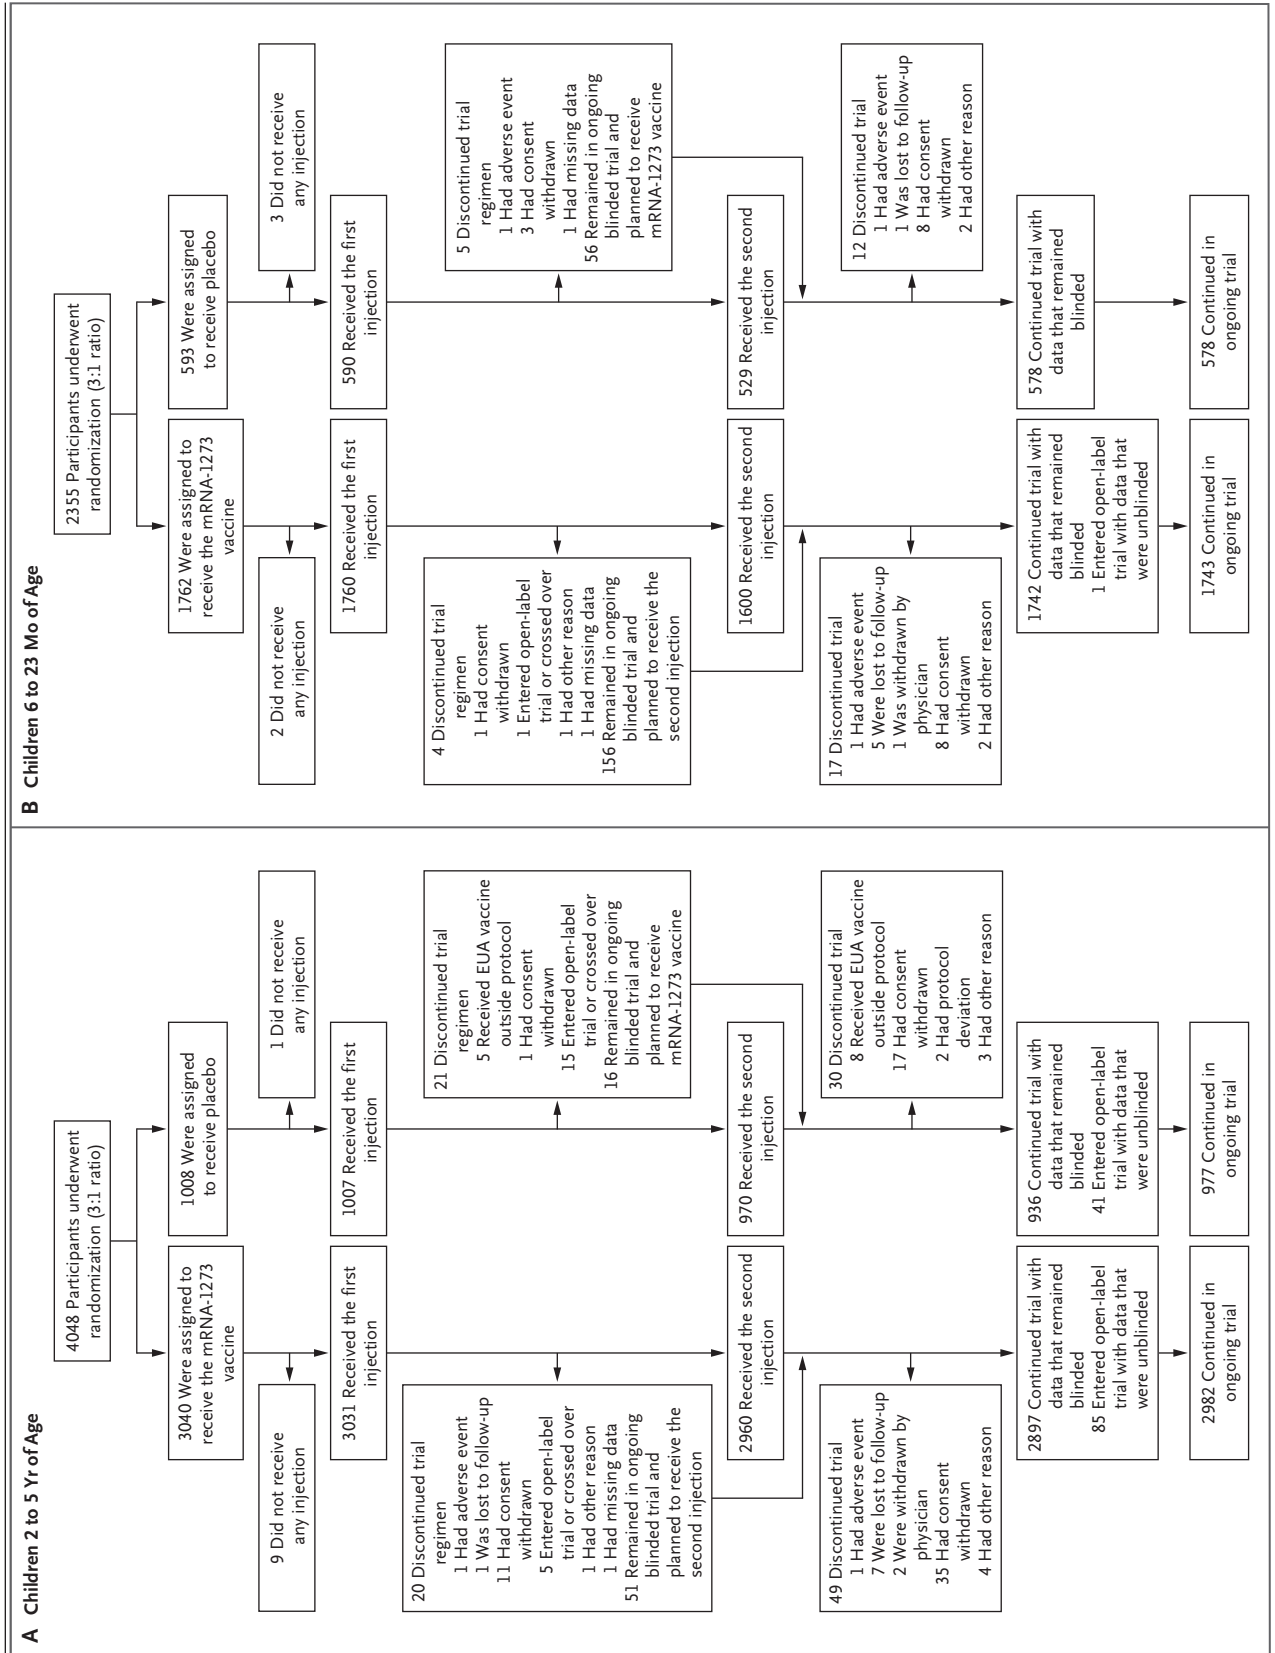 A Children 2 to 5 Yr of Age
4048 Participants underwent
randomization (3:1 ratio)
3040 Were assigned to
receive the mRNA-1273
vaccine
1008 Were assigned
to receive placebo
9 Did not receive
any injection
1 Did not receive
any injection
3031 Received the first
injection
1007 Received the first
injection
20 Discontinued trial
regimen
1 Had adverse event
1 Was lost to follow-up
11 Had consent
withdrawn
5 Entered open-label
trial or crossed over
1 Had other reason
1 Had missing data
51 Remained in ongoing
blinded trial and
planned to receive the
second injection
21 Discontinued trial
regimen
5 Received EUA vaccine
outside protocol
1 Had consent
withdrawn
15 Entered open-label
trial or crossed over
16 Remained in ongoing
blinded trial and
planned to receive
mRNA-1273 vaccine
2960 Received the second
injection
970 Received the second
injection
49 Discontinued trial
1 Had adverse event
7 Were lost to follow-up
2 Were withdrawn by
physician
35 Had consent
withdrawn
4 Had other reason
30 Discontinued trial
8 Received EUA vaccine
outside protocol
17 Had consent
withdrawn
2 Had protocol
deviation
3 Had other reason
2897 Continued trial with
data that remained
blinded
85 Entered open-label
trial with data that
were unblinded
936 Continued trial with
data that remained
blinded
41 Entered open-label
trial with data that
were unblinded
2982 Continued in
ongoing trial
977 Continued in
ongoing trial
B Children 6 to 23 Mo of Age
2355 Participants underwent
randomization (3:1 ratio)
1762 Were assigned to
receive the mRNA-1273
vaccine
593 Were assigned
to receive placebo
2 Did not receive
any injection
3 Did not receive
any injection
1760 Received the first
injection
590 Received the first
injection
4 Discontinued trial
regimen
1 Had consent
withdrawn
1 Entered open-label
trial or crossed over
1 Had other reason
1 Had missing data
156 Remained in ongoing
blinded trial and
planned to receive the
second injection
5 Discontinued trial
regimen
1 Had adverse event
3 Had consent
withdrawn
1 Had missing data
56 Remained in ongoing
blinded trial and
planned to receive
mRNA-1273 vaccine
1600 Received the second
injection
529 Received the second
injection
17 Discontinued trial
1 Had adverse event
5 Were lost to follow-up
1 Was withdrawn by
physician
8 Had consent
withdrawn
2 Had other reason
12 Discontinued trial
1 Had adverse event
1 Was lost to follow-up
8 Had consent
withdrawn
2 Had other reason
1742 Continued trial with
data that remained
blinded
1 Entered open-label
trial with data that
were unblinded
578 Continued trial with
data that remained
blinded
1743 Continued in
ongoing trial
578 Continued in
ongoing trial